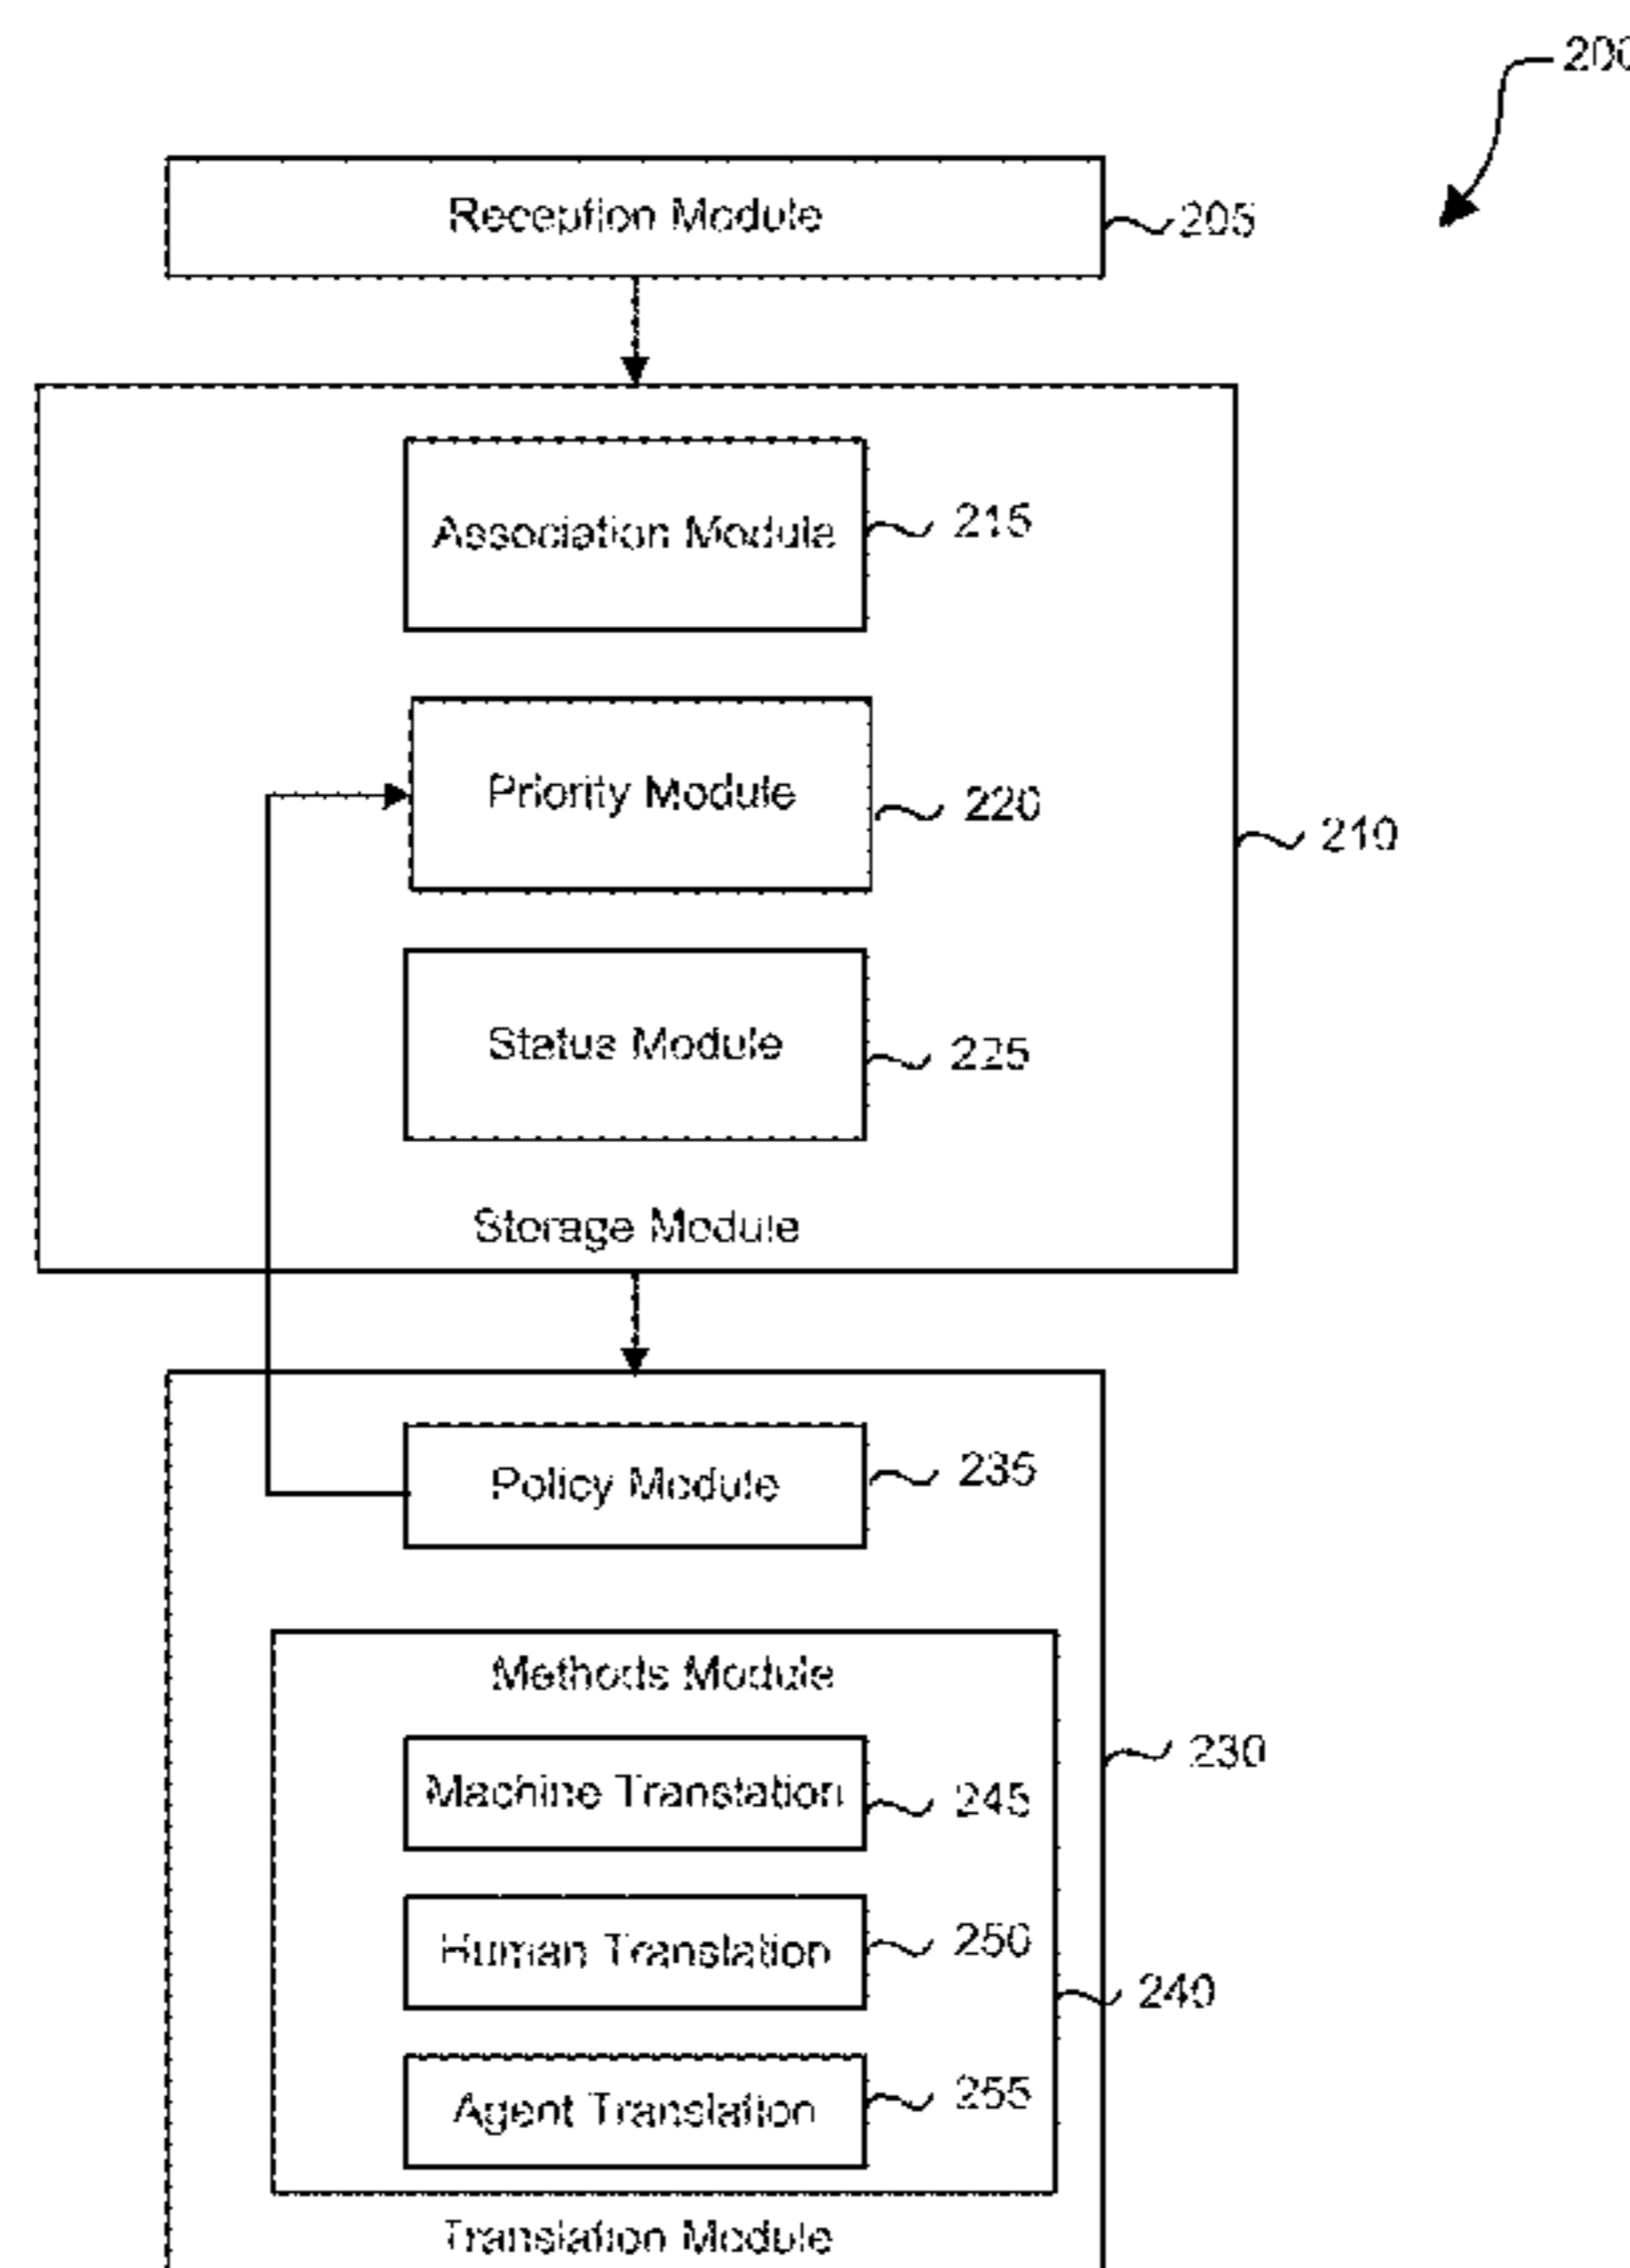 200
Reception Module
205
Association Module
215
Priority Module
220
210
Status Module
225
Storage Module
Policy Module
235
Methods Module
Machine Translation
245
230
Human Translation
250
240
Agent Translation
255
Translation Module